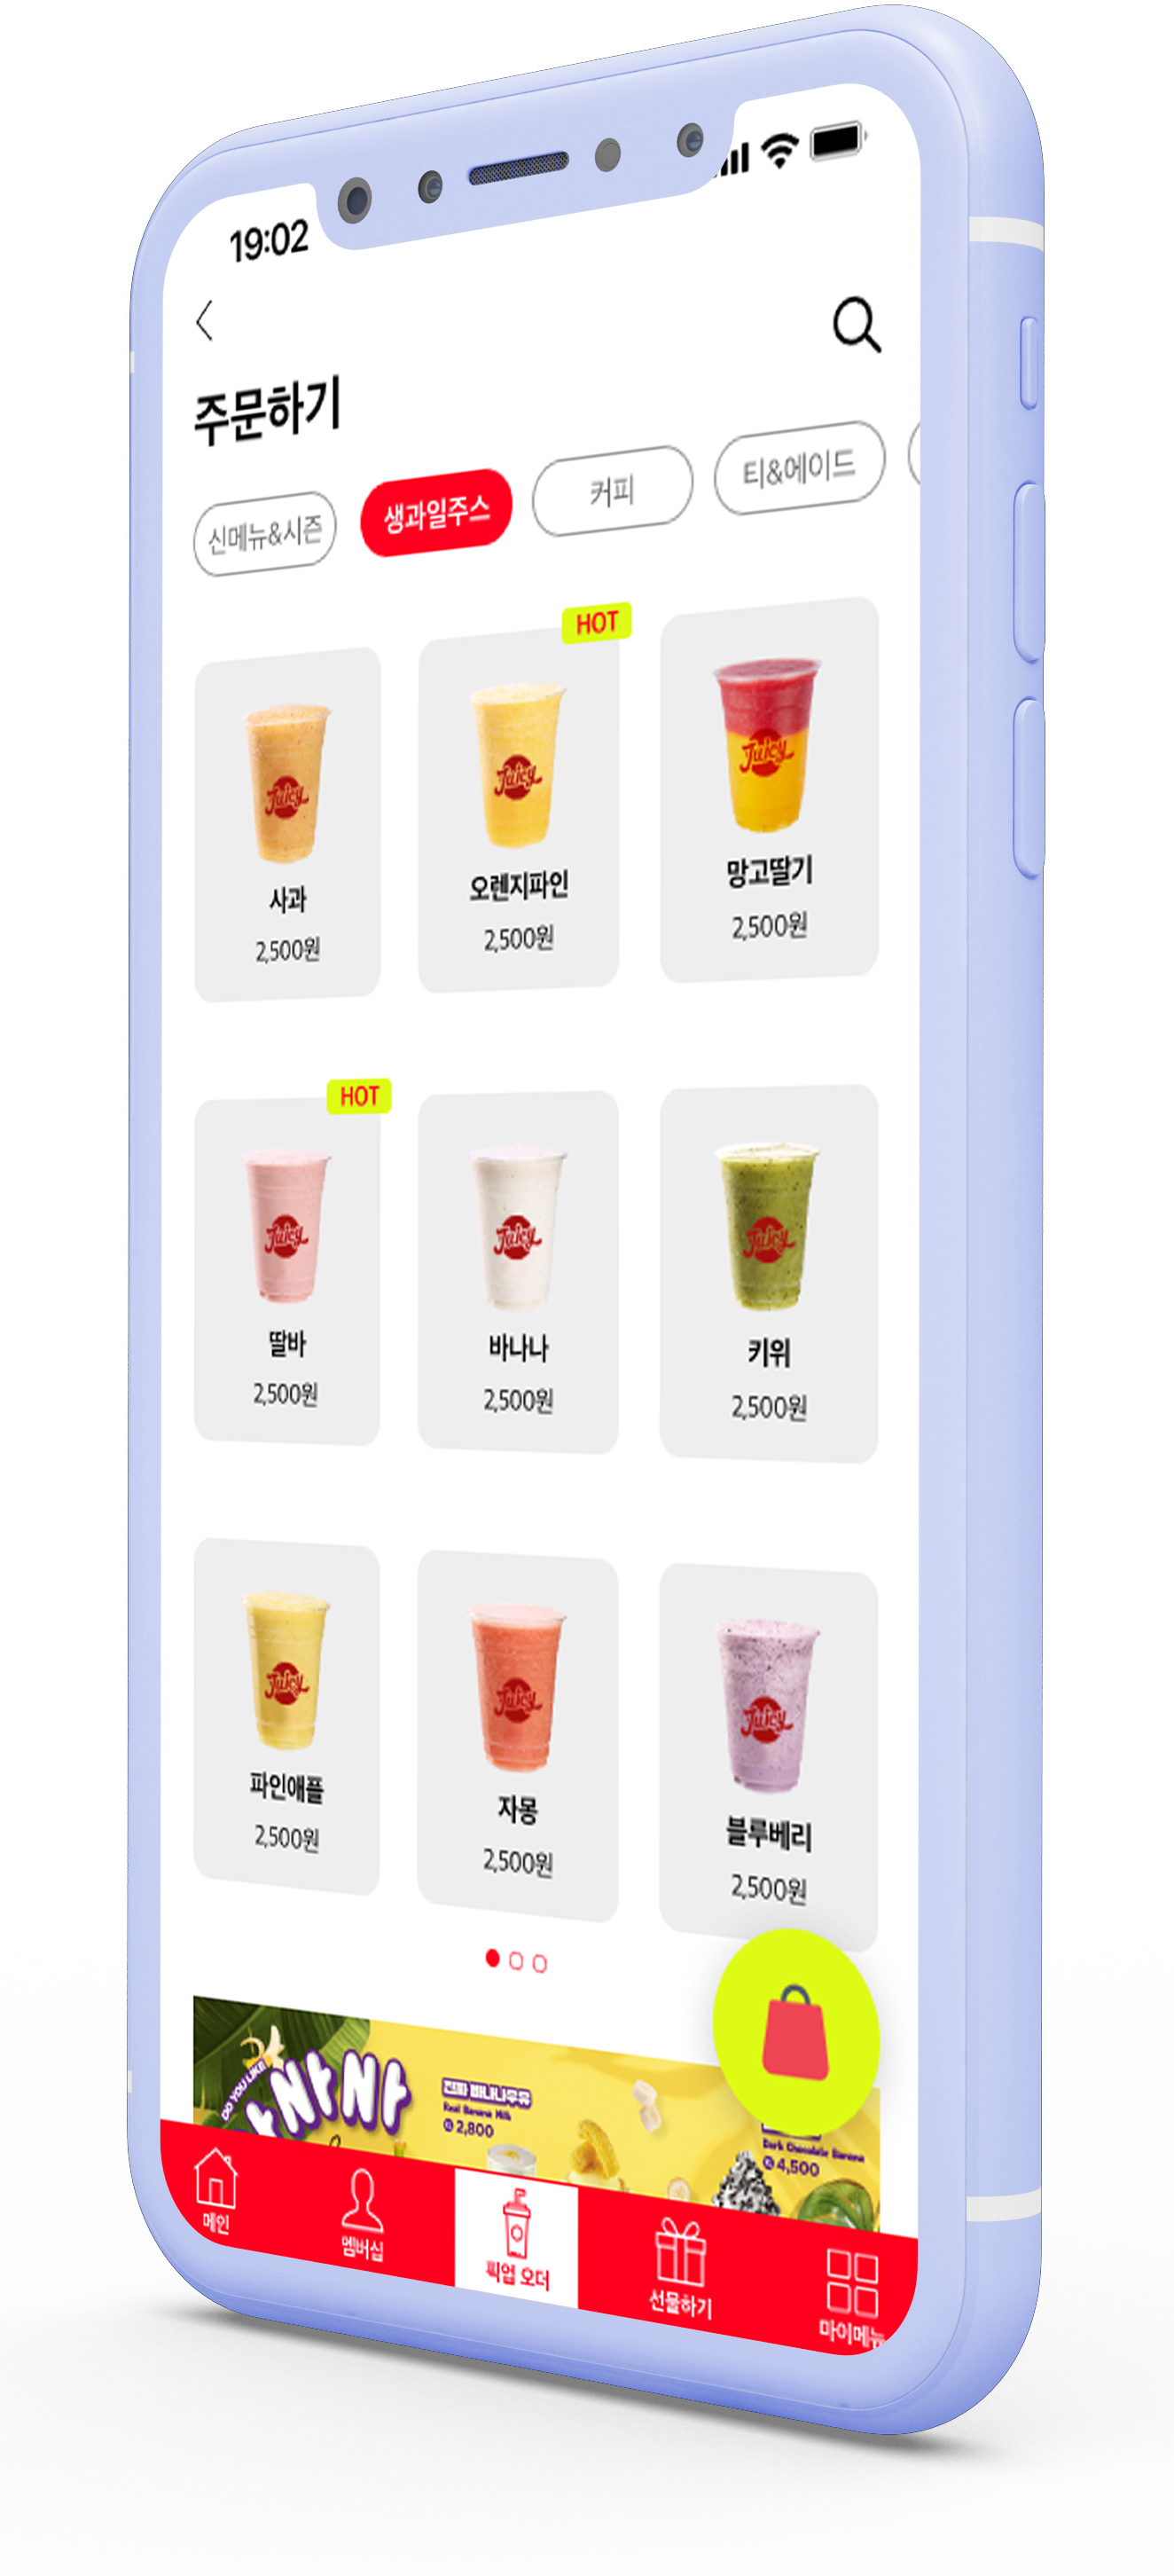 19:02
주문하기
신메뉴&시즌
생과일주스
커피
티&에이드
HOT
Juicy
Juicy
Juicy
사과
오렌지파인
망고딸기
2,500원
2,500원
2,500원
HOT
Juicy
Juicy
Juicy
딸바
바나나
키위
2,500원
2,500원
2,500원
Juicy
Juicy
Juicy
파인애플
자몽
블루베리
2,500원
2,500원
2,500원
DO YOU LIKE
나나
진짜 바나나우유
Real Banana Milk
2,800
Dark Chocolate Banana
4,500
메인
멤버십
픽업 오더
선물하기
마이메뉴